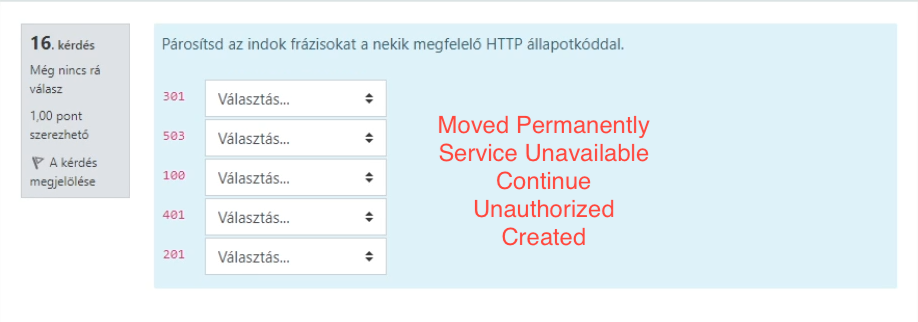 16. kérdés
Még nincs rá
válasz
1,00 pont
szerezhető
A kérdés
megjelölése
Párosítsd az indok frázisokat a nekik megfelelő HTTP állapotkóddal.
301 Választás...
503 Választás...
100 Választás...
401 Választás...
201 Választás...
Moved Permanently
Service Unavailable
Continue
Unauthorized
Created